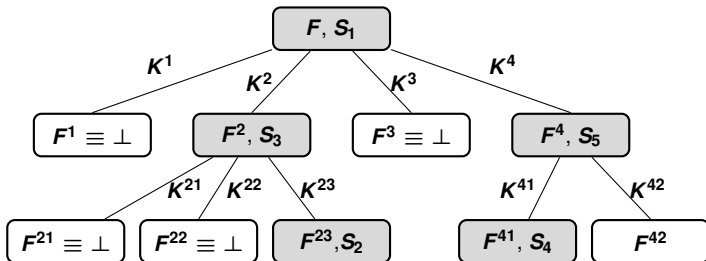 F, S₁
K¹ K² K³ K⁴
F¹ ≡ ⊥ F², S₃ F³ ≡ ⊥ F⁴, S₅
K²¹ K²² K²³ K⁴¹ K⁴²
F²¹ ≡ ⊥ F²² ≡ ⊥ F²³,S₂ F⁴¹, S₄ F⁴²